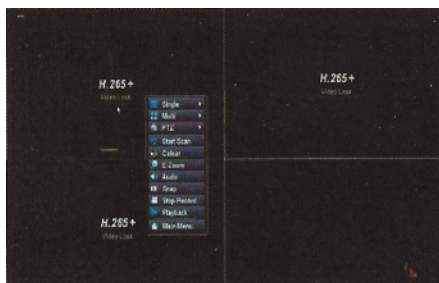 H.265+
Video Loss
H.265+
Video Loss
Single
Multi
PTZ
Start Scan
Colour
E Zoom
Audio
Snap
Stop Record
Playback
Main Menu
H.265+
Video Loss